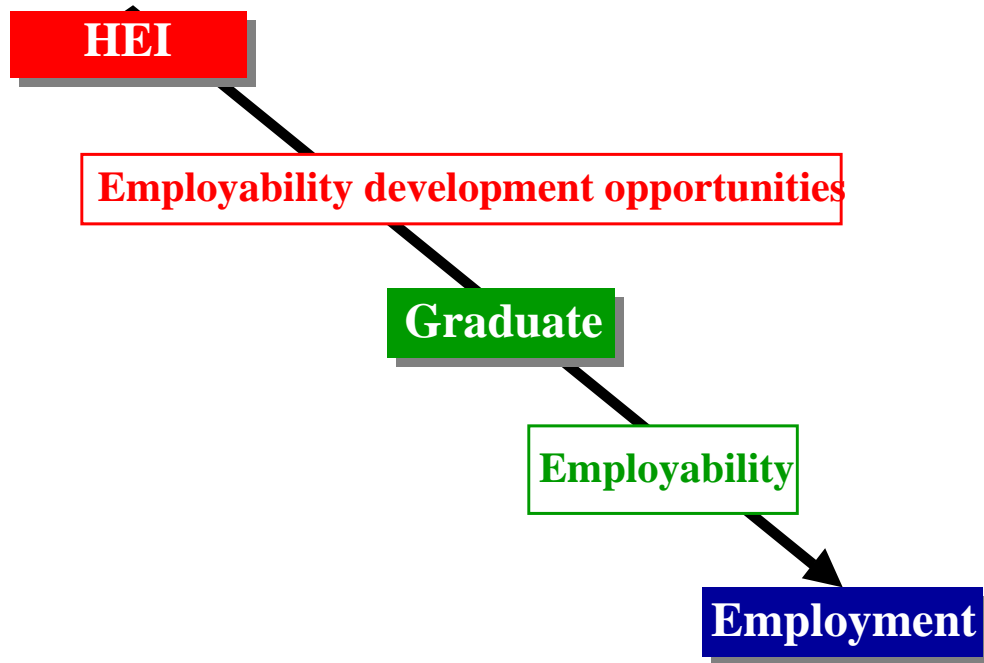 HEI
Employability development opportunities
Graduate
Employability
Employment